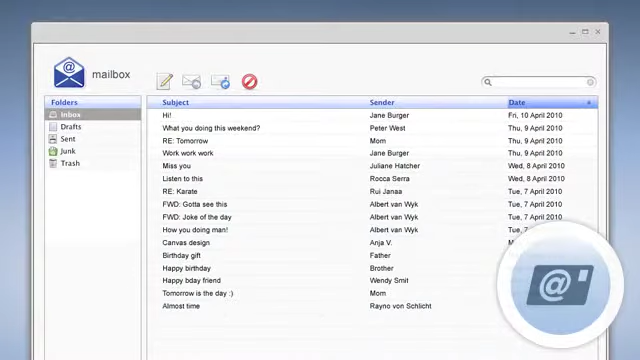 mailbox
Folders
Inbox
Drafts
Sent
Junk
Trash
Subject Sender Date
Hi! Jane Burger Fri, 10 April 2010
What you doing this weekend? Peter West Thu, 9 April 2010
RE: Tomorrow Mom Thu, 9 April 2010
Work work work Jane Burger Thu, 9 April 2010
Miss you Juliane Hatcher Wed, 8 April 2010
Listen to this Rocca Serra Wed, 8 April 2010
RE: Karate Rui Janaa Tue, 7 April 2010
FWD: Gotta see this Albert van Wyk Tue, 7 April 2010
FWD: Joke of the day Albert van Wyk Tue, 7 April 2010
How you doing man! Albert van Wyk Tue, 7 April 2010
Canvas design Anja V.
Birthday gift Father
Happy birthday Brother
Happy bday friend Wendy Smit
Tomorrow is the day :) Mom
Almost time Rayno von Schlicht